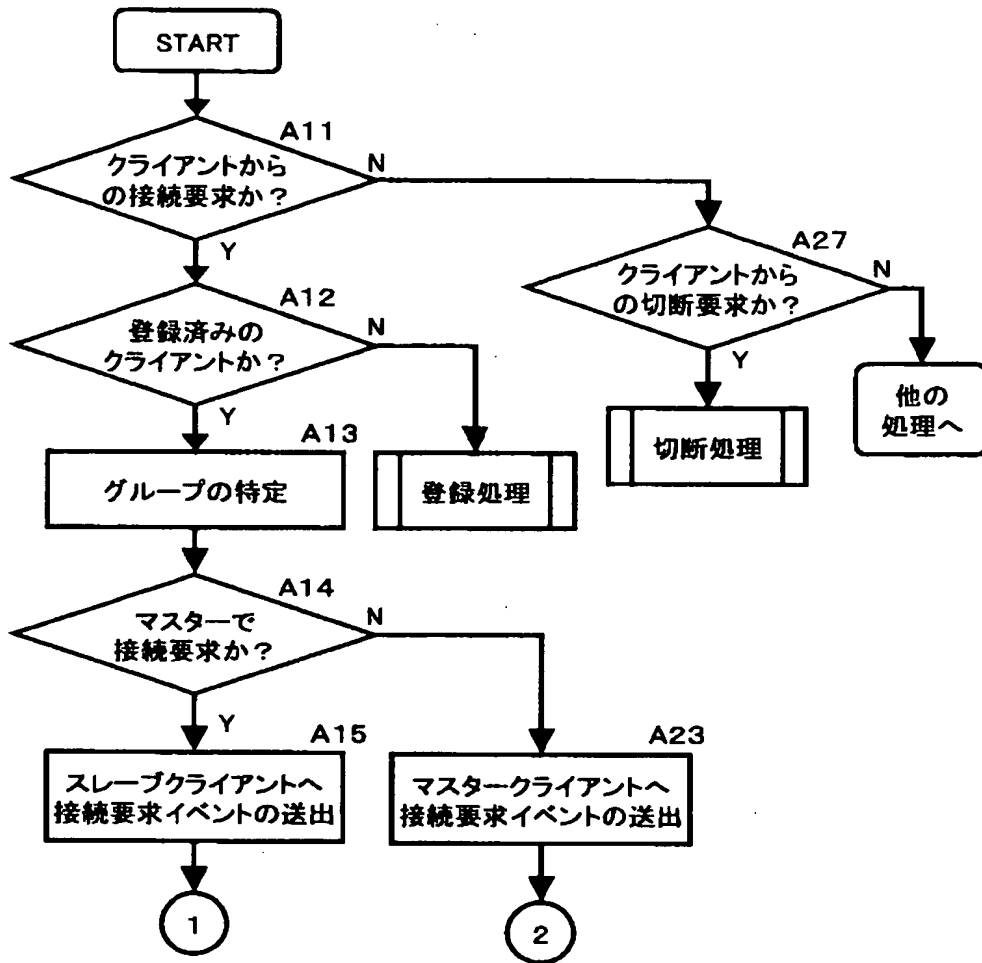 START
A11
クライアントから
の接続要求か?
N
Y
A27
クライアントから
の切断要求か?
N
Y
A12
登録済みの
クライアントか?
N
Y
他の
処理へ
切断処理
A13
グループの特定
登録処理
A14
マスターで
接続要求か?
N
Y
A15
スレーブクライアントへ
接続要求イベントの送出
A23
マスタークライアントへ
接続要求イベントの送出
1
2